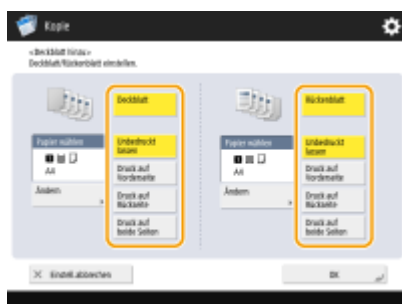 Kopie
<Deckblatt hinzu>
Deckblatt/Rückenblatt einstellen.
Deckblatt
Rückenblatt
Papier wählen
Unbedruckt
lassen
Papier wählen
Unbedruckt
lassen
1
A4
Druck auf
Vorderseite
1
A4
Druck auf
Vorderseite
Ändern
Druck auf
Rückseite
Ändern
Druck auf
Rückseite
Druck auf
beide Seiten
Druck auf
beide Seiten
Einstell.abbrechen
OK